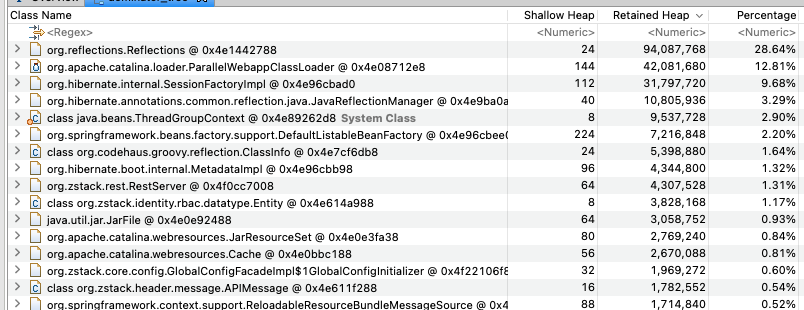 Class Name Shallow Heap Retained Heap Percentage
<Regex> <Numeric> <Numeric> <Numeric>
org.reflections.Reflections @ 0x4e1442788 24 94,087,768 28.64%
org.apache.catalina.loader.ParallelWebappClassLoader @ 0x4e08712e8 144 42,081,680 12.81%
org.hibernate.internal.SessionFactoryImpl @ 0x4e96cbad0 112 31,797,720 9.68%
org.hibernate.annotations.common.reflection.java.JavaReflectionManager @ 0x4e9ba0a 40 10,805,936 3.29%
class java.beans.ThreadGroupContext @ 0x4e89262d8 System Class 8 9,537,728 2.90%
org.springframework.beans.factory.support.DefaultListableBeanFactory @ 0x4e96cbee0 224 7,216,848 2.20%
class org.codehaus.groovy.reflection.ClassInfo @ 0x4e7cf6db8 24 5,398,880 1.64%
org.hibernate.boot.internal.MetadataImpl @ 0x4e96cbb98 96 4,344,800 1.32%
org.zstack.rest.RestServer @ 0x4f0cc7008 64 4,307,528 1.31%
class org.zstack.identity.rbac.datatype.Entity @ 0x4e614a988 8 3,828,168 1.17%
java.util.jar.JarFile @ 0x4e0e92488 64 3,058,752 0.93%
org.apache.catalina.webresources.JarResourceSet @ 0x4e0e3fa38 80 2,769,240 0.84%
org.apache.catalina.webresources.Cache @ 0x4e0bbc188 56 2,670,088 0.81%
org.zstack.core.config.GlobalConfigFacadeImpl$1GlobalConfigInitializer @ 0x4f22106f8 32 1,969,272 0.60%
class org.zstack.header.message.APIMessage @ 0x4e611f288 16 1,782,552 0.54%
org.springframework.context.support.ReloadableResourceBundleMessageSource @ 0x4 88 1,714,840 0.52%